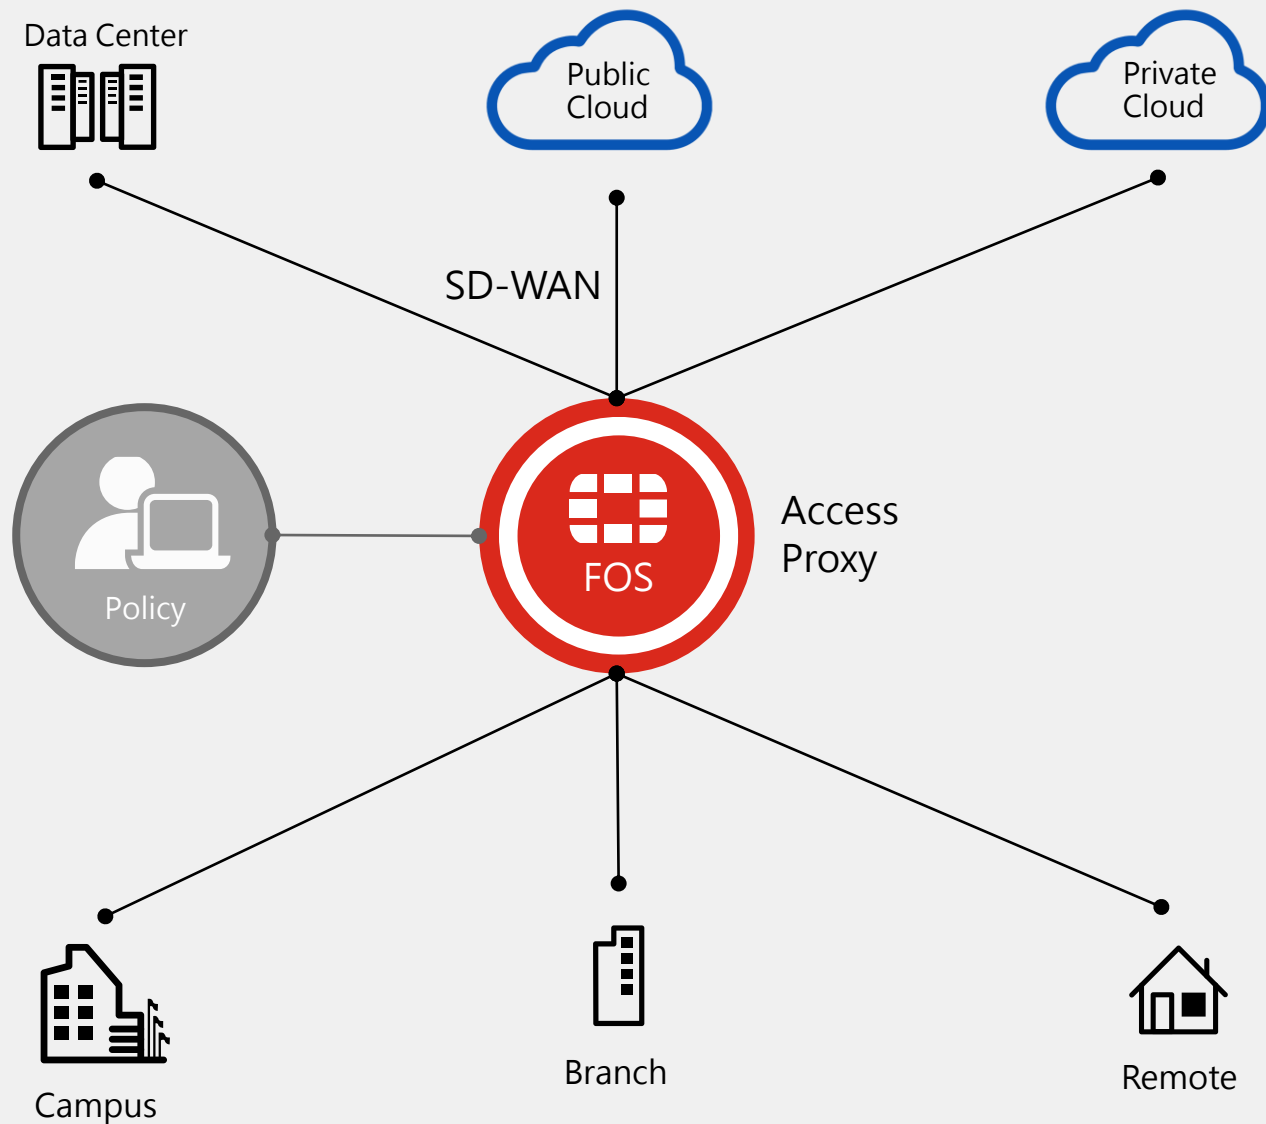 Data Center
Public
Cloud
Private
Cloud
SD-WAN
Access
Proxy
FOS
Policy
Branch
Remote
Campus